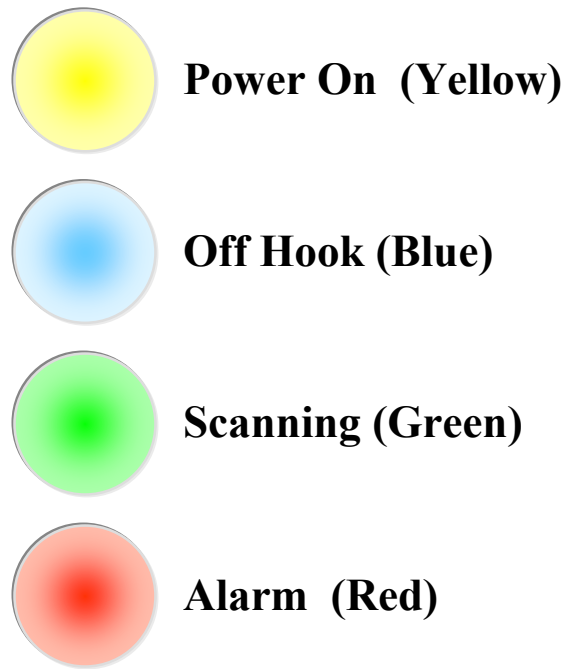 Power On  (Yellow)
Off Hook (Blue)
Scanning (Green)
Alarm  (Red)